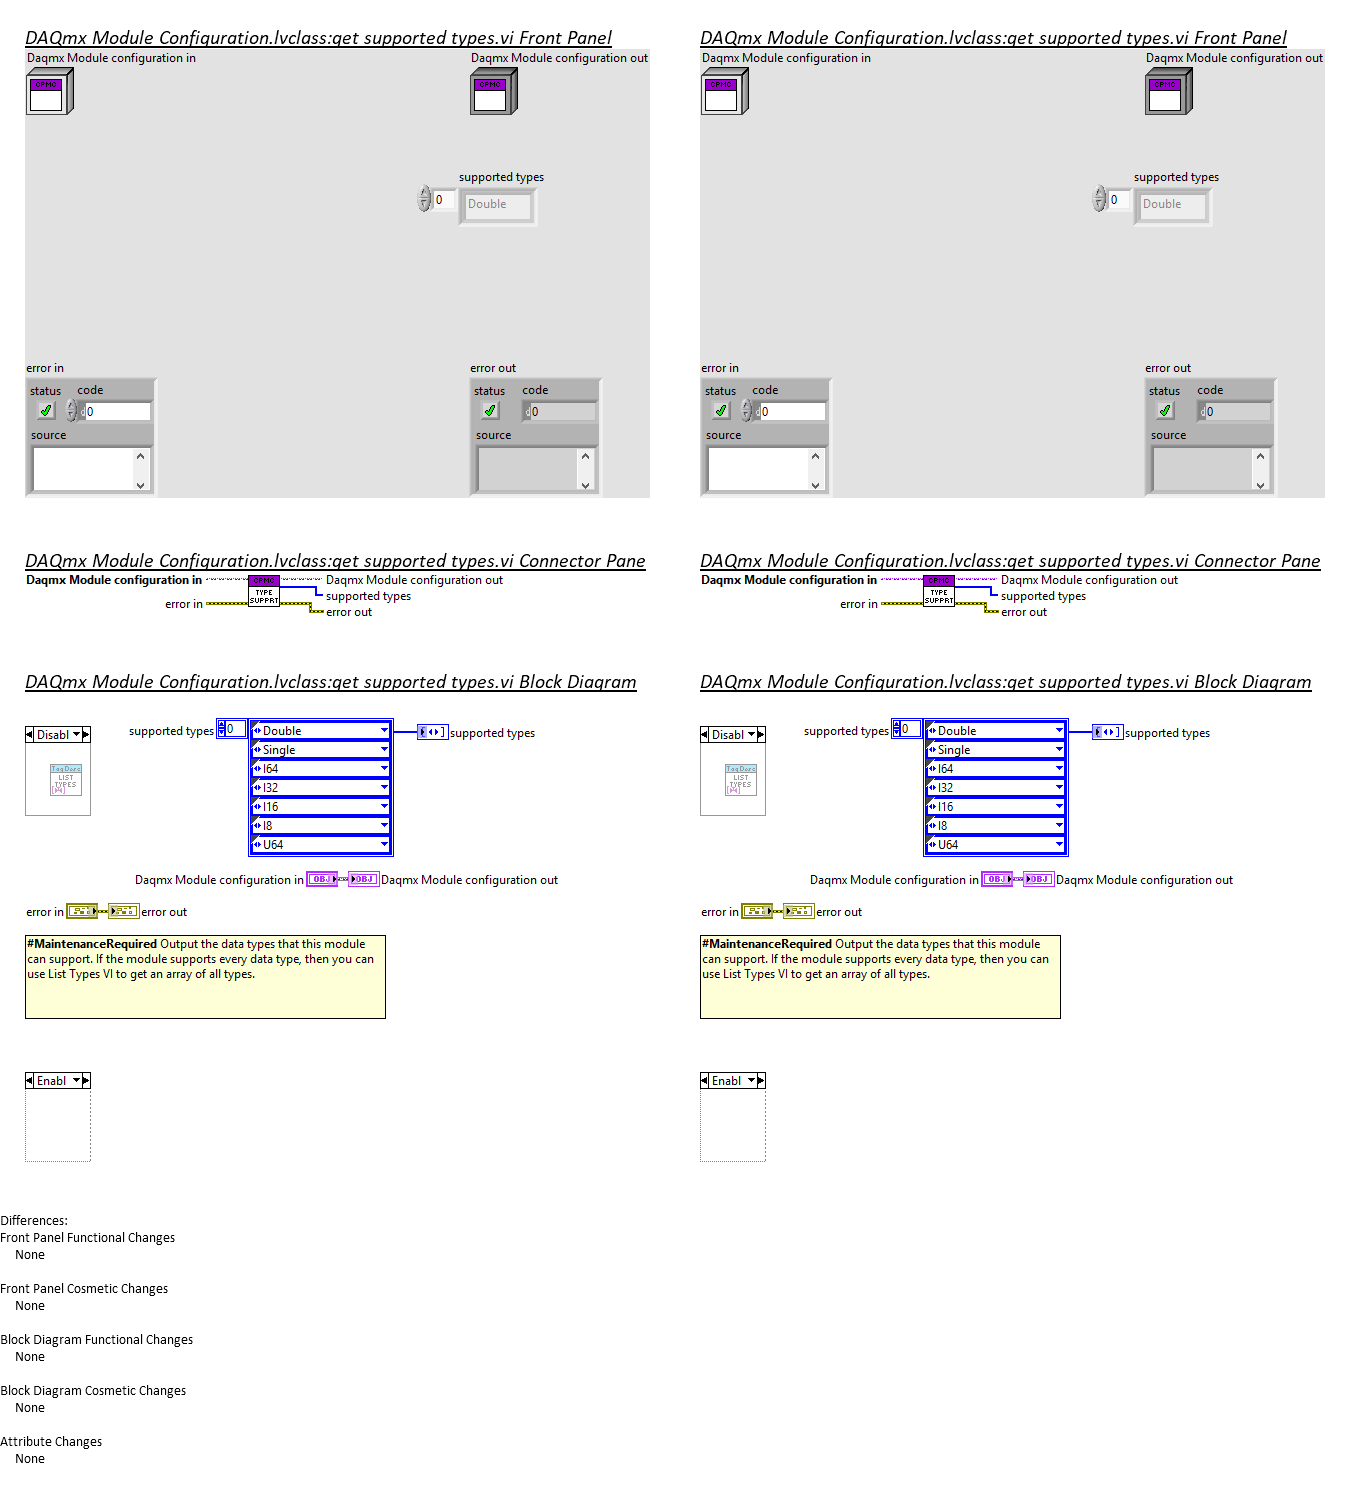 DAQmx Module Configuration.lvclass:get supported types.vi Front Panel
Daqmx Module configuration in
Daqmx Module configuration out
CPMC
CPMC
supported types
0
Double
error in
error out
status code
status code
d0
d0
source
source
DAQmx Module Configuration.lvclass:get supported types.vi Front Panel
Daqmx Module configuration in
Daqmx Module configuration out
CPMC
CPMC
supported types
0
Double
error in
error out
status code
status code
d0
d0
source
source
DAQmx Module Configuration.lvclass:get supported types.vi Connector Pane
Daqmx Module configuration in
CPMC
TYPE
SUPPRT
Daqmx Module configuration out
supported types
error in
error out
DAQmx Module Configuration.lvclass:get supported types.vi Connector Pane
Daqmx Module configuration in
CPMC
TYPE
SUPPRT
Daqmx Module configuration out
supported types
error in
error out
DAQmx Module Configuration.lvclass:get supported types.vi Block Diagram
Disabl
TagDesc
LIST
TYPES
supported types
0
Double
Single
I64
I32
I16
I8
U64
supported types
Daqmx Module configuration in
OBJ
OBJ
Daqmx Module configuration out
error in
error out
#MaintenanceRequired Output the data types that this module
can support. If the module supports every data type, then you can
use List Types VI to get an array of all types.
Enabl
DAQmx Module Configuration.lvclass:get supported types.vi Block Diagram
Disabl
TagDesc
LIST
TYPES
supported types
0
Double
Single
I64
I32
I16
I8
U64
supported types
Daqmx Module configuration in
OBJ
OBJ
Daqmx Module configuration out
error in
error out
#MaintenanceRequired Output the data types that this module
can support. If the module supports every data type, then you can
use List Types VI to get an array of all types.
Enabl
Differences:
Front Panel Functional Changes
None
Front Panel Cosmetic Changes
None
Block Diagram Functional Changes
None
Block Diagram Cosmetic Changes
None
Attribute Changes
None